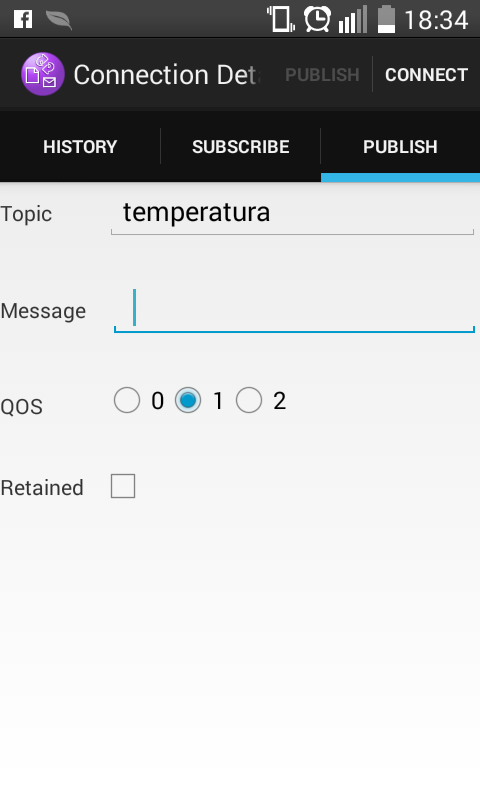 18:34
Connection Det PUBLISH CONNECT
HISTORY SUBSCRIBE PUBLISH
Topic temperatura
Message
QOS 0 1 2
Retained